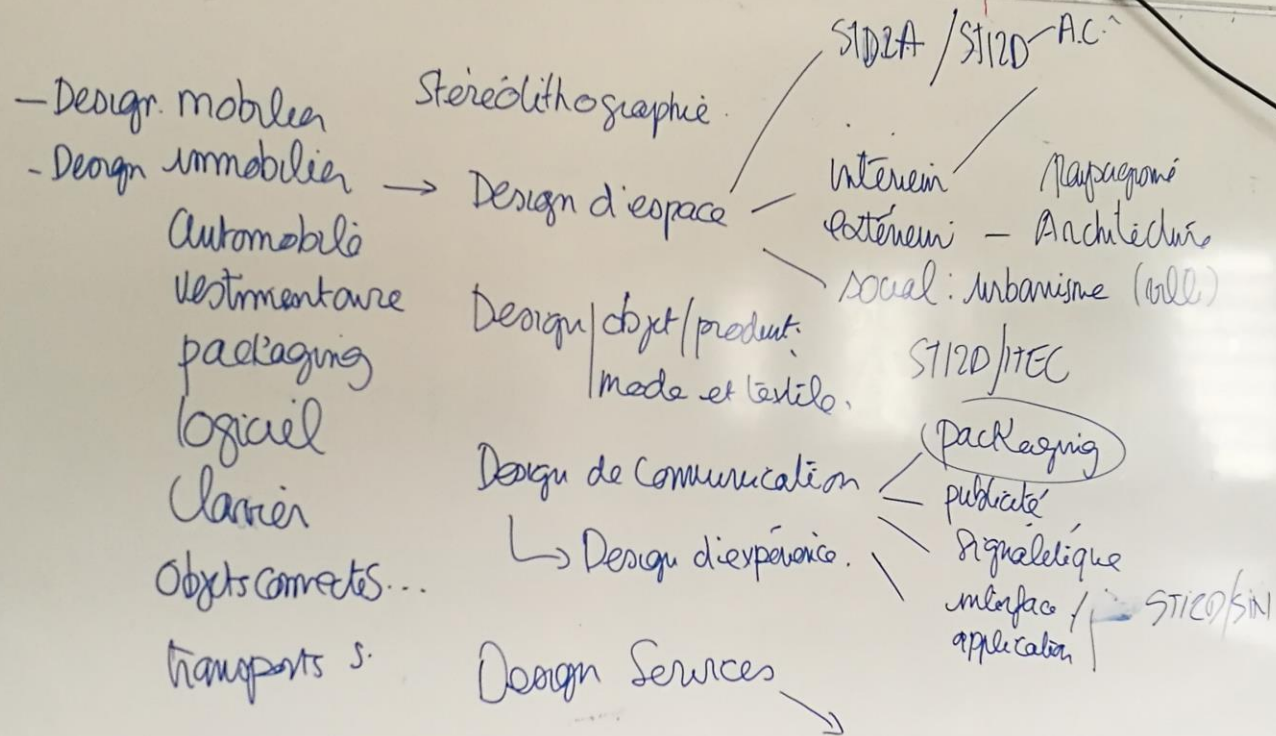 - Design mobilier
- Design immobilier →
Automobile
vestimentaire
packaging
logiciel
Clavier
Objets connectés...
transports s.
Stéréolithographie.
Design d'espace
STD2A / STI2D - A.C.
intérieur
extérieur - Architecture
social : urbanisme (ville)
Design/objet/produit.
mode et textile.
STI2D/ITEC
Design de Communication
packaging
publicité
signalétique
interface /
application
STI2D/SIN
↳ Design d'expérience.
Design Services